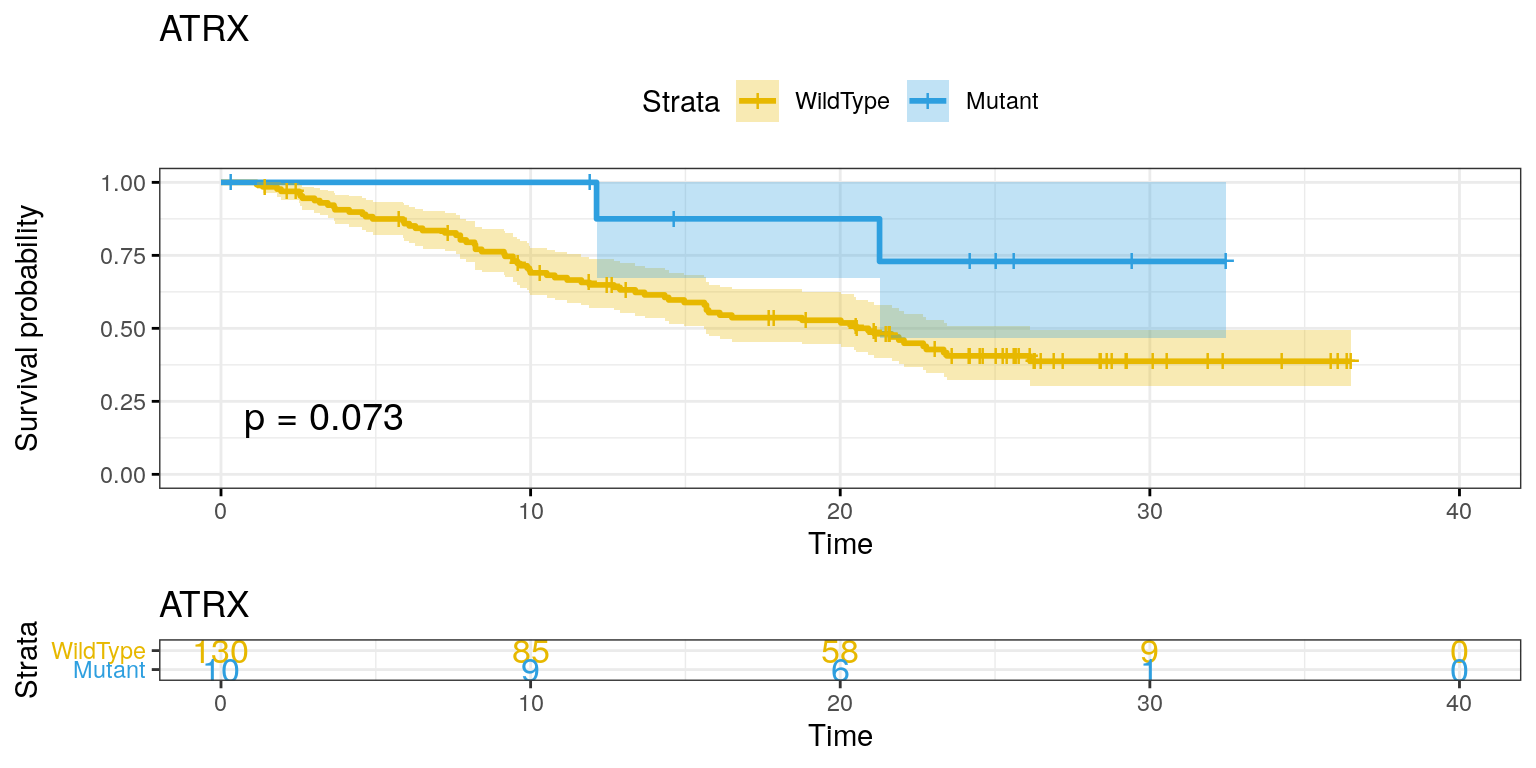 ATRX
Strata WildType Mutant
Survival probability
1.00
0.75
0.50
0.25
0.00
p = 0.073
0 10 20 30 40
Time
ATRX
Strata
WildType 130 85 58 9 0
Mutant 10 9 6 1 0
0 10 20 30 40
Time